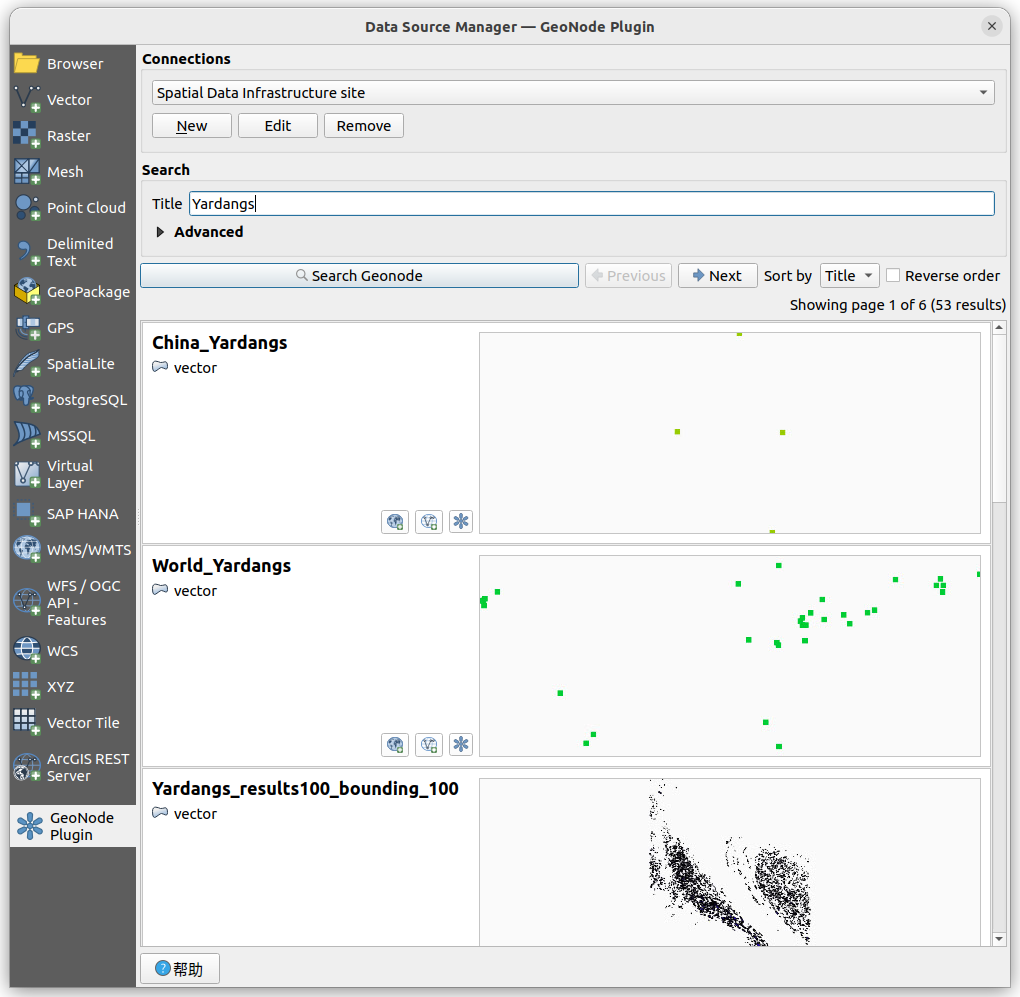 Data Source Manager — GeoNode Plugin
Browser
Vector
Raster
Mesh
Point Cloud
Delimited
Text
GeoPackage
GPS
SpatiaLite
PostgreSQL
MSSQL
Virtual
Layer
SAP HANA
WMS/WMTS
WFS / OGC
API -
Features
WCS
XYZ
Vector Tile
ArcGIS REST
Server
GeoNode
Plugin
Connections
Spatial Data Infrastructure site
New Edit Remove
Search
Title Yardangs
Advanced
Search Geonode Previous Next Sort by Title Reverse order
Showing page 1 of 6 (53 results)
China_Yardangs
vector
World_Yardangs
vector
Yardangs_results100_bounding_100
vector
帮助